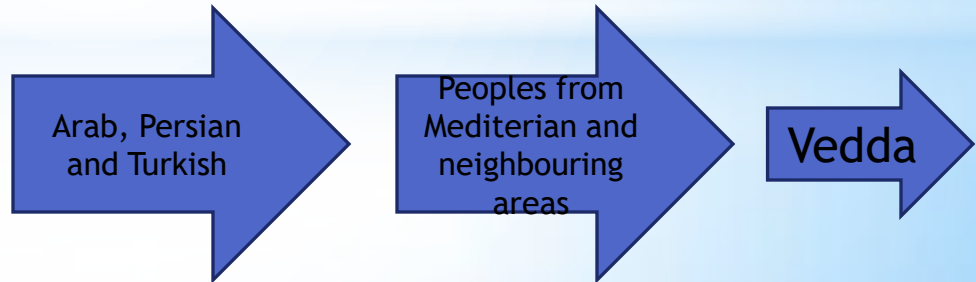 Arab, Persian
and Turkish
Peoples from
Mediterian and
neighbouring
areas
Vedda